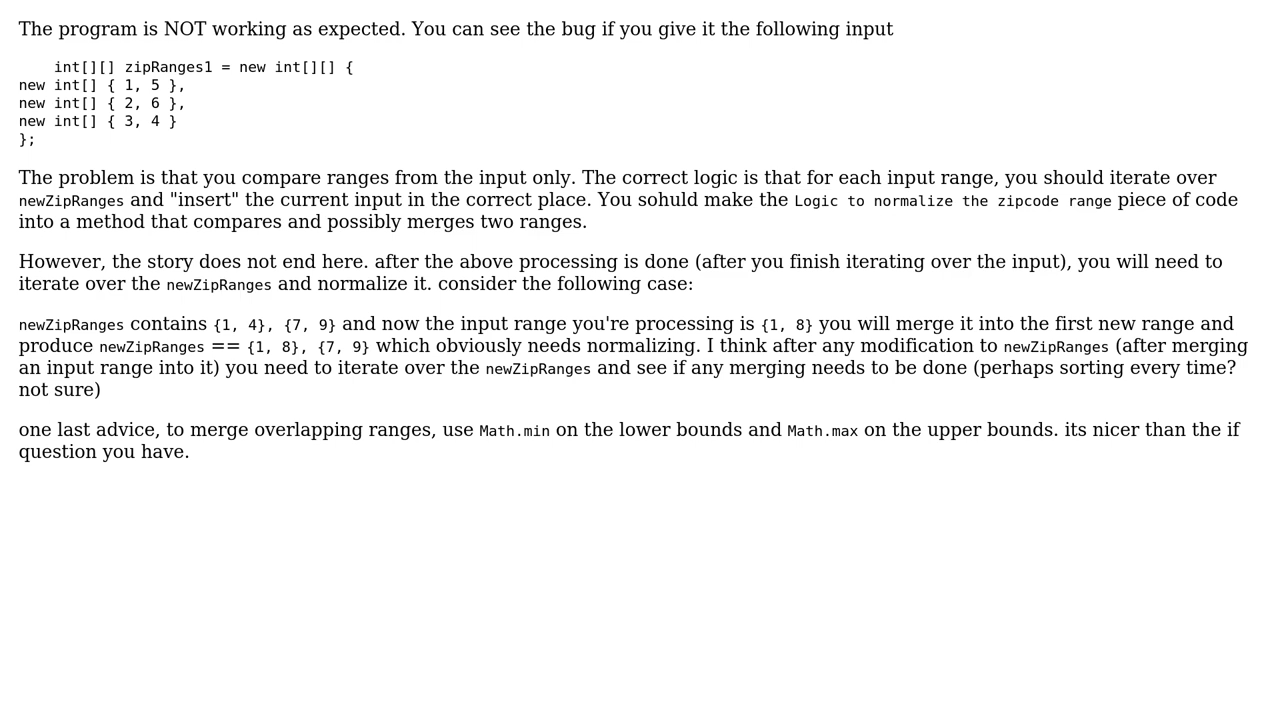 The program is NOT working as expected. You can see the bug if you give it the following input
int[][] zipRanges1 = new int[][] {
new int[] { 1, 5 },
new int[] { 2, 6 },
new int[] { 3, 4 }
};
The problem is that you compare ranges from the input only. The correct logic is that for each input range, you should iterate over
newZipRanges and "insert" the current input in the correct place. You sohuld make the Logic to normalize the zipcode range piece of code
into a method that compares and possibly merges two ranges.
However, the story does not end here. after the above processing is done (after you finish iterating over the input), you will need to
iterate over the newZipRanges and normalize it. consider the following case:
newZipRanges contains {1, 4}, {7, 9} and now the input range you're processing is {1, 8} you will merge it into the first new range and
produce newZipRanges == {1, 8}, {7, 9} which obviously needs normalizing. I think after any modification to newZipRanges (after merging
an input range into it) you need to iterate over the newZipRanges and see if any merging needs to be done (perhaps sorting every time?
not sure)
one last advice, to merge overlapping ranges, use Math.min on the lower bounds and Math.max on the upper bounds. its nicer than the if
question you have.